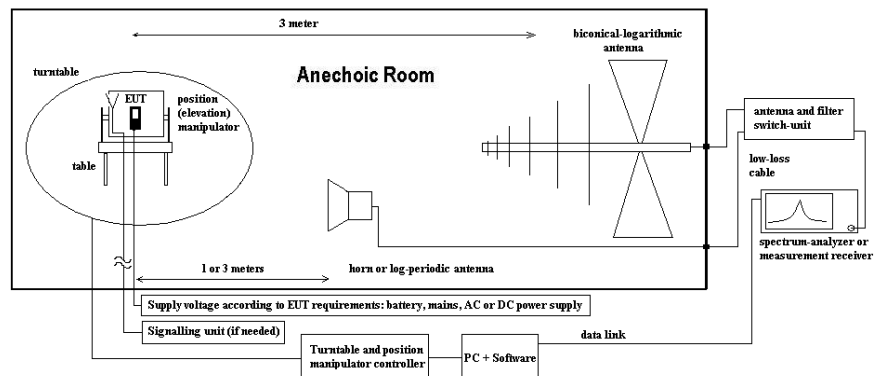 3 meter
biconical-logarithmic
antenna
turntable
Anechoic Room
EUT
position
(elevation)
manipulator
table
antenna and filter
switch-unit
low-loss
cable
spectrum-analyzer or
measurement receiver
1 or 3 meters
horn or log-periodic antenna
Supply voltage according to EUT requirements: battery, mains, AC or DC power supply
Signalling unit (if needed)
data link
Turntable and position
manipulator controller
PC + Software